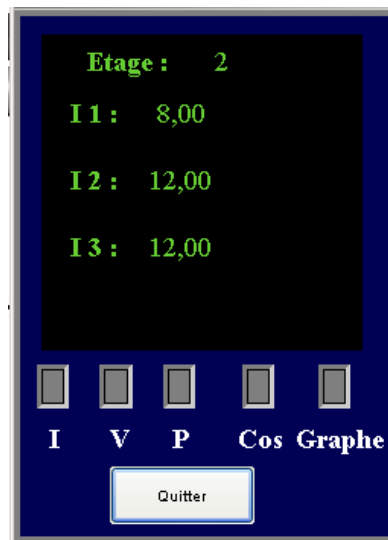 Etage : 2
I 1 : 8,00
I 2 : 12,00
I 3 : 12,00
I V P Cos Graphe
Quitter